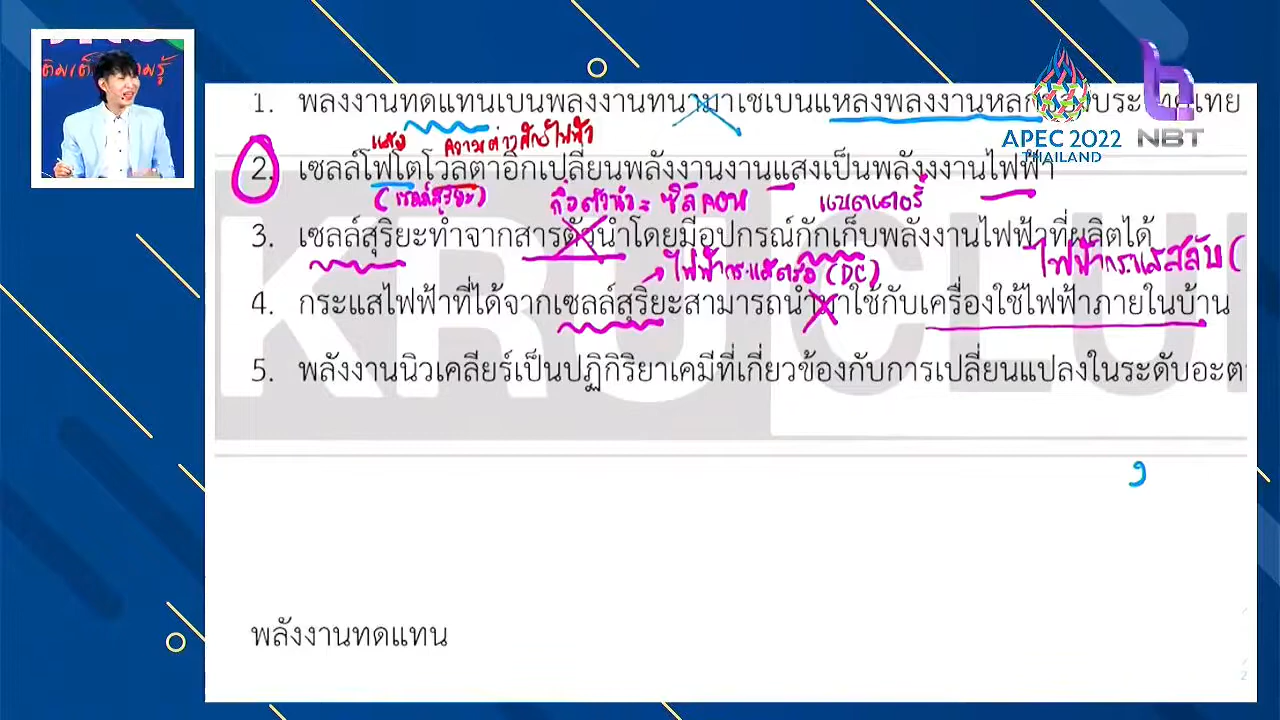 ติมเต็ มรู้
APEC 2022
THAILAND
NBT
1. พลังงานทดแทนเป็นพลังงานที่นำมาใช้เป็นแหล่งพลังงานหลักของประเทศไทย
แสง ความต่างศักย์ไฟฟ้า
2. เซลล์โฟโตโวลตาอิกเปลี่ยนพลังงานงานแสงเป็นพลังงงานไฟฟ้า
(เซลล์สุริยะ) กึ่งตัวนำ = ซิลิคอน แบตเตอรี่
3. เซลล์สุริยะทำจากสารตัวนำโดยมีอุปกรณ์กักเก็บพลังงานไฟฟ้าที่ผลิตได้
ไฟฟ้ากระแสตรง (DC) ไฟฟ้ากระแสสลับ (
4. กระแสไฟฟ้าที่ได้จากเซลล์สุริยะสามารถนำมาใช้กับเครื่องใช้ไฟฟ้าภายในบ้าน
5. พลังงานนิวเคลียร์เป็นปฏิกิริยาเคมีที่เกี่ยวข้องกับการเปลี่ยนแปลงในระดับอะต
KRU CLU
พลังงานทดแทน